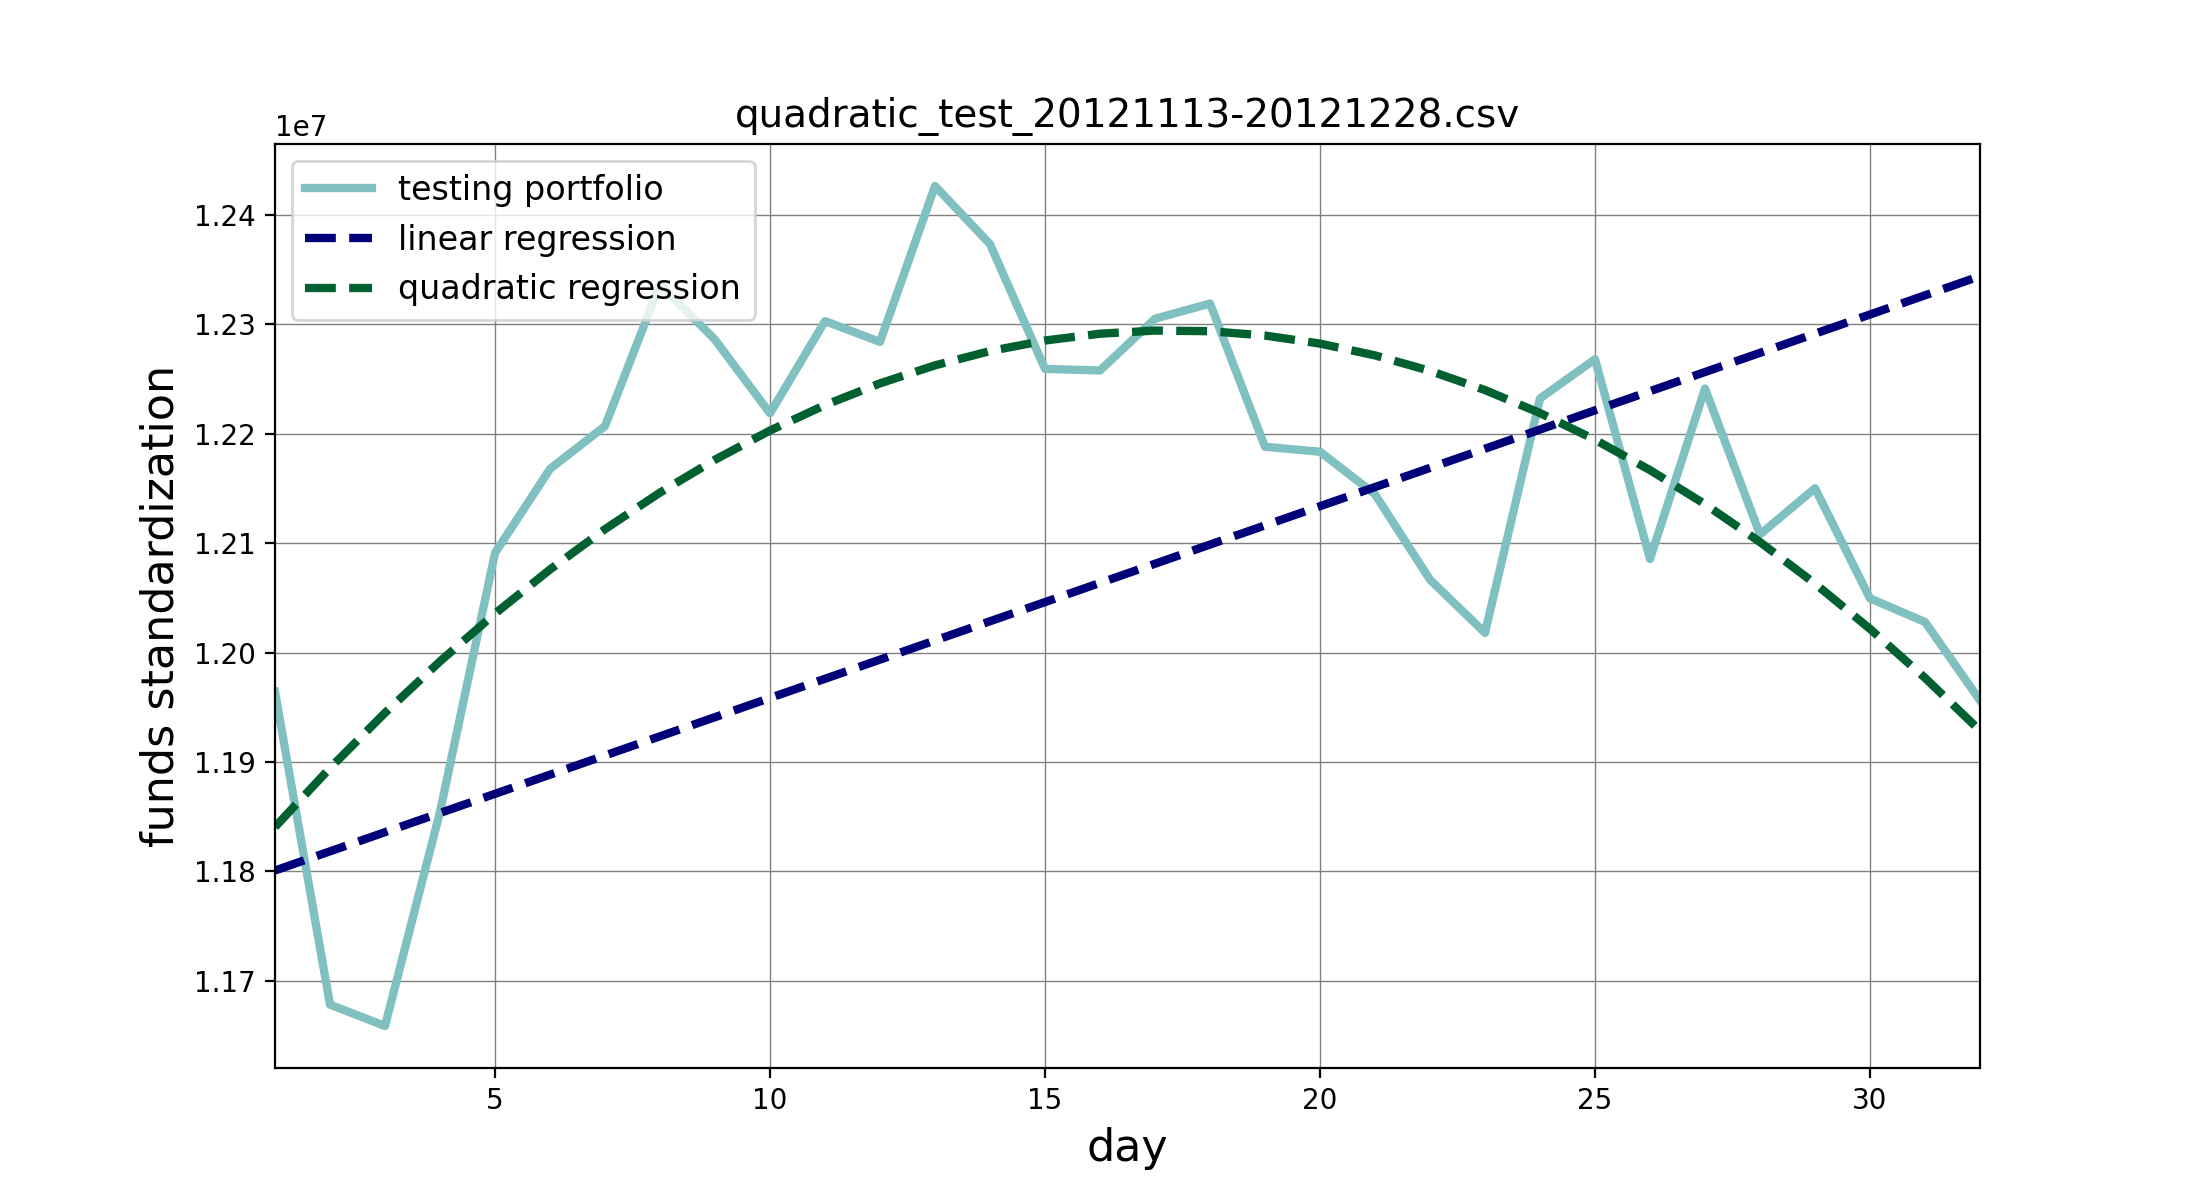 quadratic_test_20121113-20121228.csv
1e7
testing portfolio
linear regression
quadratic regression
1.24
1.23
1.22
1.21
1.20
1.19
1.18
1.17
funds standardization
5 10 15 20 25 30
day